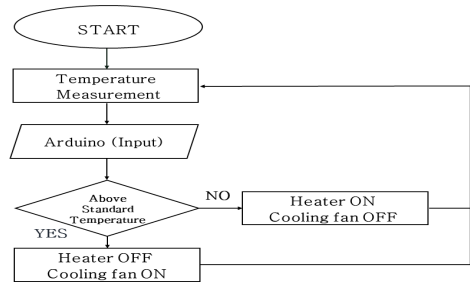 START
Temperature
Measurement
Arduino (Input)
Above
Standard
Temperature
NO
Heater ON
Cooling fan OFF
YES
Heater OFF
Cooling fan ON